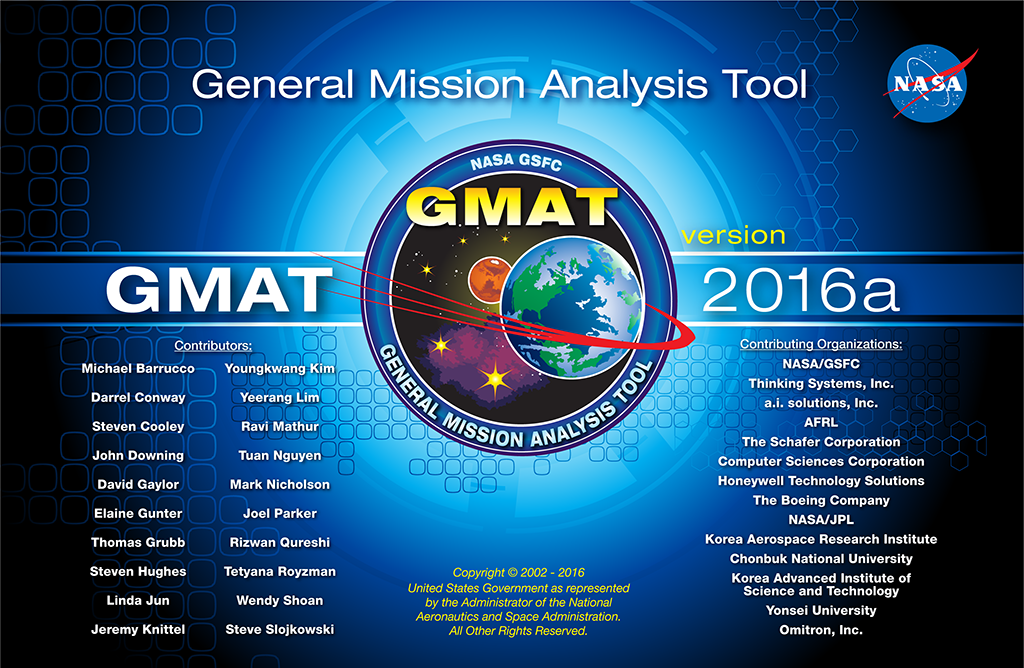 General Mission Analysis Tool
NASA
NASA GSFC
GMAT
GENERAL MISSION ANALYSIS TOOL
GMAT
version
2016a
Contributors:
Michael Barrucco
Darrel Conway
Steven Cooley
John Downing
David Gaylor
Elaine Gunter
Thomas Grubb
Steven Hughes
Linda Jun
Jeremy Knittel
Youngkwang Kim
Yeerang Lim
Ravi Mathur
Tuan Nguyen
Mark Nicholson
Joel Parker
Rizwan Qureshi
Tetyana Royzman
Wendy Shoan
Steve Slojkowski
Copyright © 2002 - 2016
United States Government as represented
by the Administrator of the National
Aeronautics and Space Administration.
All Other Rights Reserved.
Contributing Organizations:
NASA/GSFC
Thinking Systems, Inc.
a.i. solutions, Inc.
AFRL
The Schafer Corporation
Computer Sciences Corporation
Honeywell Technology Solutions
The Boeing Company
NASA/JPL
Korea Aerospace Research Institute
Chonbuk National University
Korea Advanced Institute of
Science and Technology
Yonsei University
Omitron, Inc.